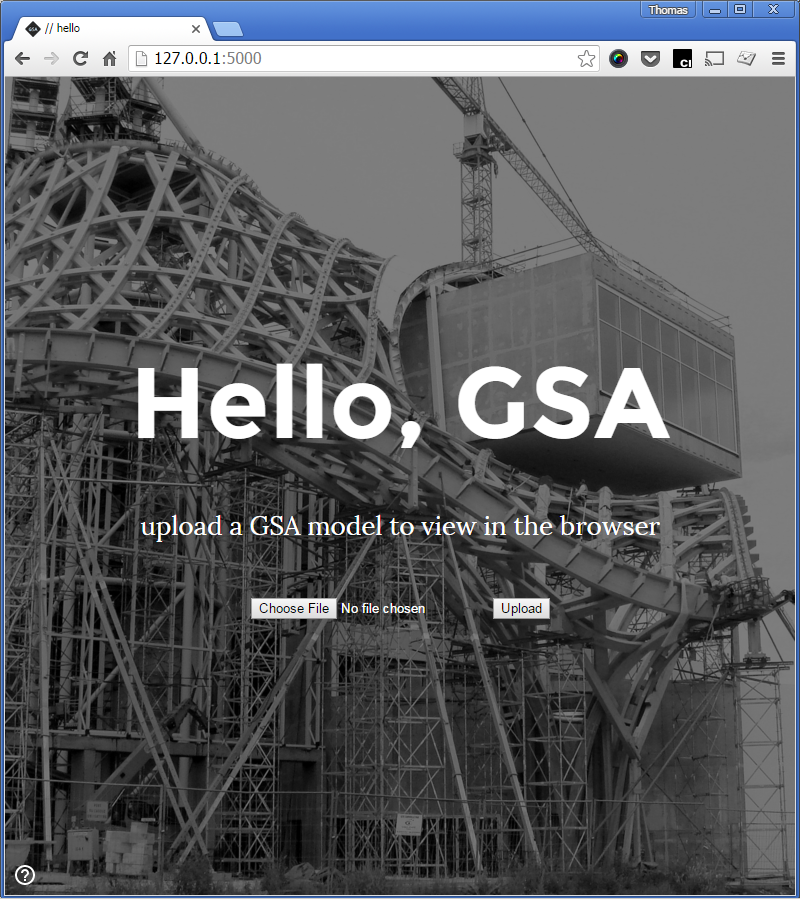 Thomas
// hello
127.0.0.1:5000
Hello, GSA
upload a GSA model to view in the browser
Choose File No file chosen Upload